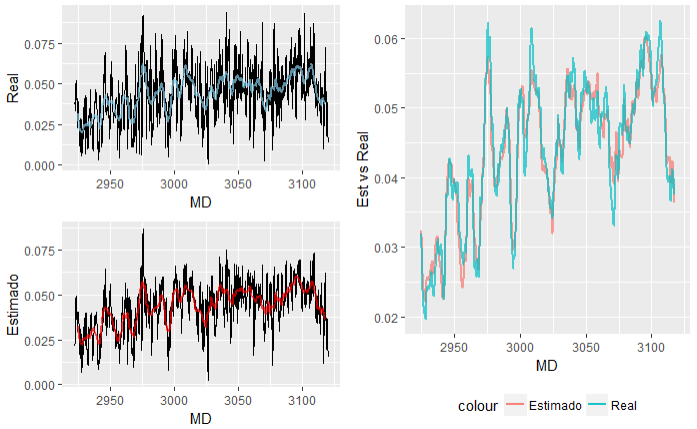 Real
0.075
0.050
0.025
0.000
2950 3000 3050 3100
MD
Estimado
0.075
0.050
0.025
0.000
2950 3000 3050 3100
MD
Est vs Real
0.06
0.05
0.04
0.03
0.02
2950 3000 3050 3100
MD
colour Estimado Real